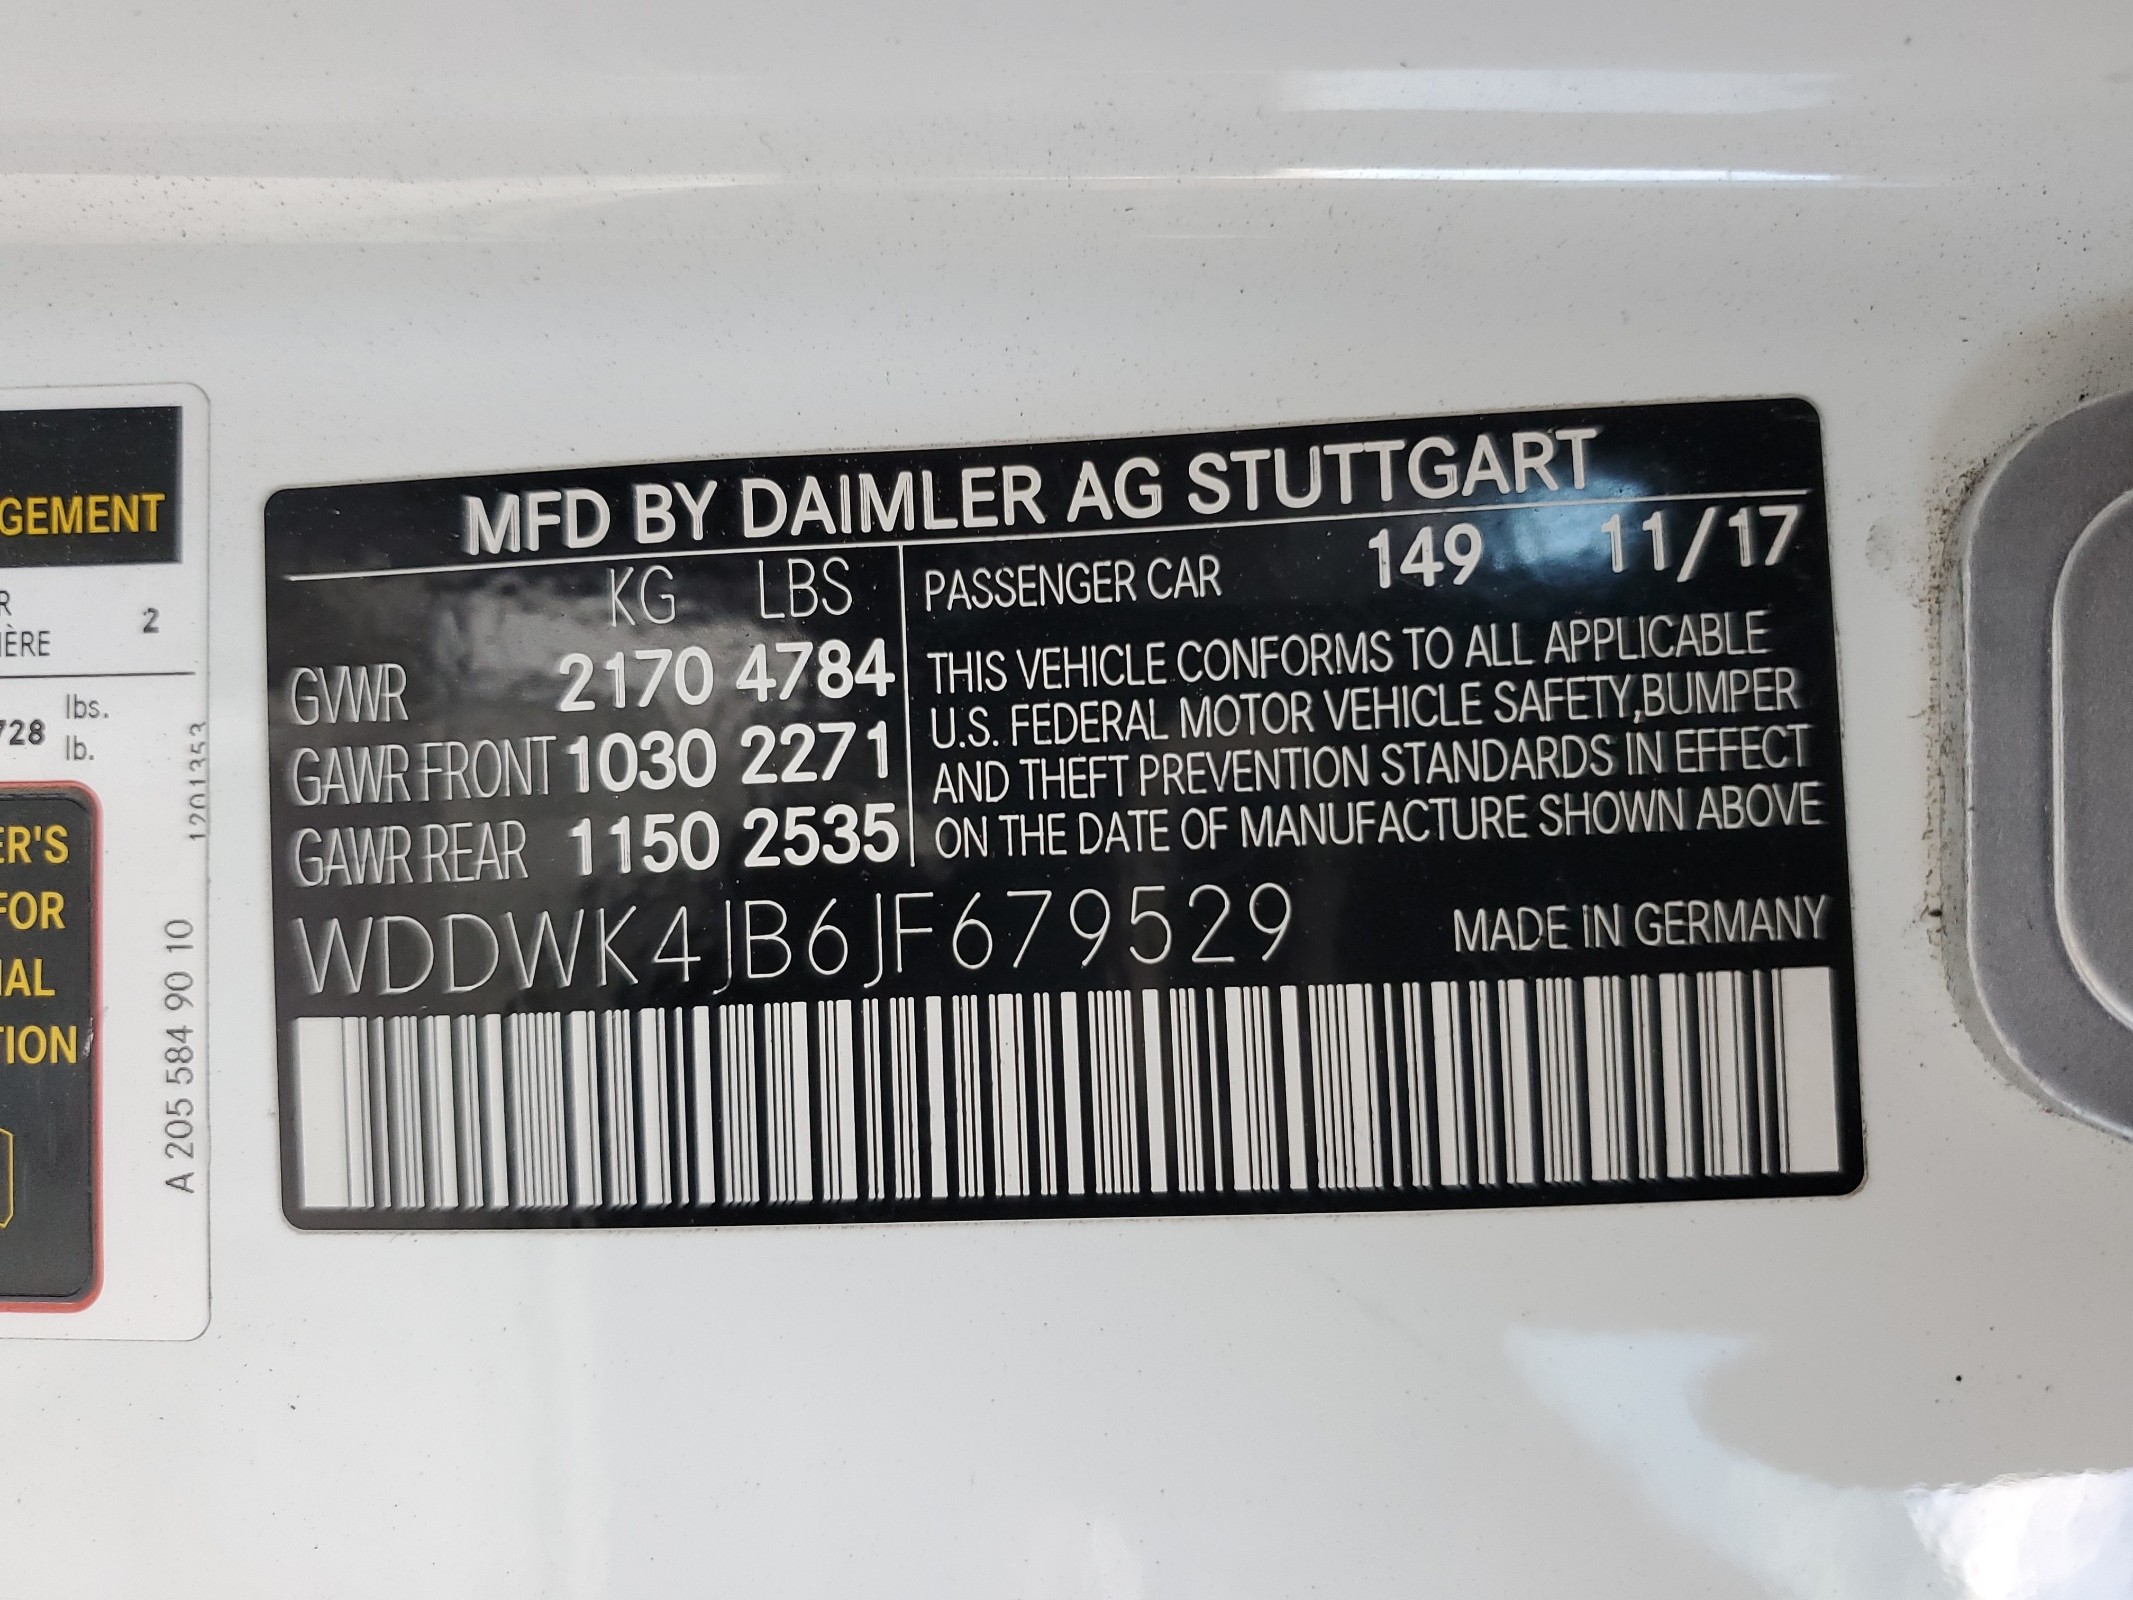 GEMENT
R
IÈRE 2
728 lbs.
lb.
ER'S
FOR
IAL
TION
A 205 584 90 10 1201353
MFD BY DAIMLER AG STUTTGART
KG LBS
GVWR 2170 4784
GAWR FRONT 1030 2271
GAWR REAR 1150 2535
PASSENGER CAR 149 11/17
THIS VEHICLE CONFORMS TO ALL APPLICABLE
U.S. FEDERAL MOTOR VEHICLE SAFETY,BUMPER
AND THEFT PREVENTION STANDARDS IN EFFECT
ON THE DATE OF MANUFACTURE SHOWN ABOVE
WDDWK4JB6JF679529 MADE IN GERMANY